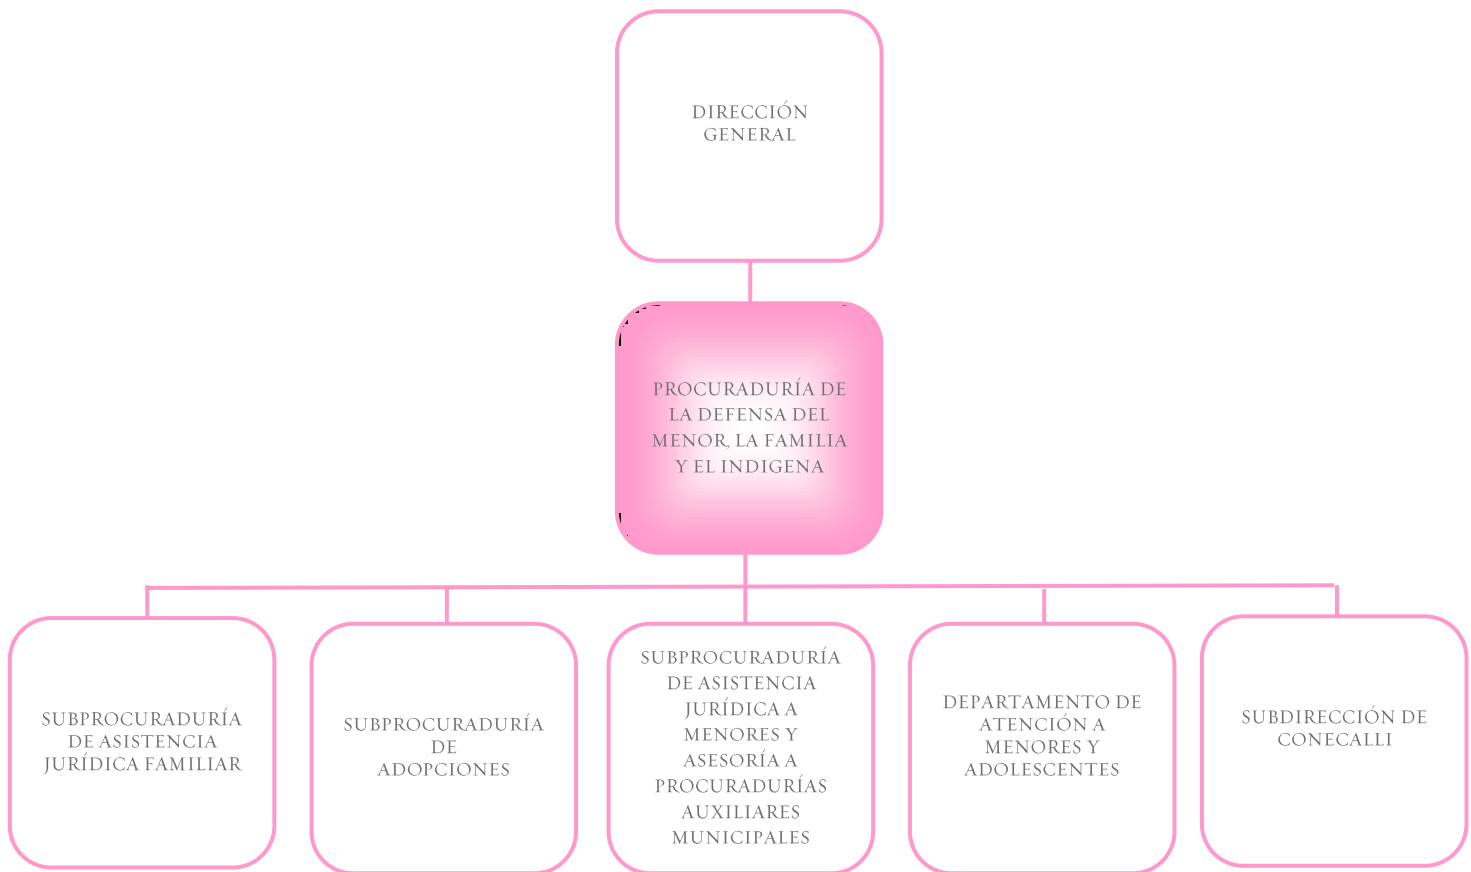 DIRECCIÓN
GENERAL
PROCURADURÍA DE
LA DEFENSA DEL
MENOR, LA FAMILIA
Y EL INDIGENA
SUBPROCURADURÍA
DE ASISTENCIA
JURÍDICA FAMILIAR
SUBPROCURADURÍA
DE
ADOPCIONES
SUBPROCURADURÍA
DE ASISTENCIA
JURÍDICA A
MENORES Y
ASESORÍA A
PROCURADURÍAS
AUXILIARES
MUNICIPALES
DEPARTAMENTO DE
ATENCIÓN A
MENORES Y
ADOLESCENTES
SUBDIRECCIÓN DE
CONECALLI